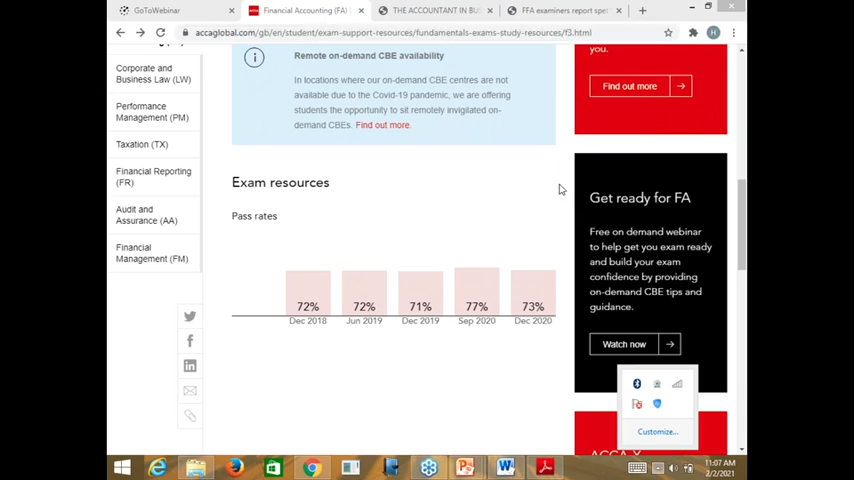 GoToWebinar
Financial Accounting (FA) |
THE ACCOUNTANT IN BU
FFA examiners report spet
accaglobal.com/gb/en/student/exam-support-resources/fundamentals-exams-study-resources/f3.html
H
Corporate and
Business Law (LW)
Performance
Management (PM)
Taxation (TX)
Financial Reporting
(FR)
Audit and
Assurance (AA)
Financial
Management (FM)
Remote on-demand CBE availability
In locations where our on-demand CBE centres are not
available due to the Covid-19 pandemic, we are offering
students the opportunity to sit remotely invigilated on-
demand CBEs. Find out more.
Exam resources
Pass rates
72%
72%
71%
77%
73%
Dec 2018
Jun 2019
Dec 2019
Sep 2020
Dec 2020
you.
Find out more
Get ready for FA
Free on demand webinar
to help get you exam ready
and build your exam
confidence by providing
on-demand CBE tips and
guidance.
Watch now
Customize...
ACCA X
11:07 AM
2/2/2021